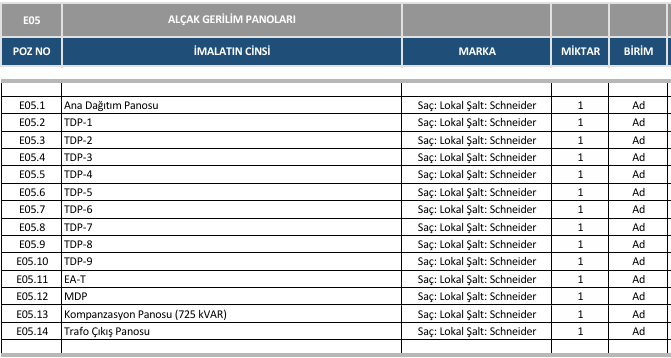 E05 ALÇAK GERİLİM PANOLARI
POZ NO İMALATIN CİNSİ MARKA MİKTAR BİRİM
E05.1 Ana Dağıtım Panosu Saç: Lokal Şalt: Schneider 1 Ad
E05.2 TDP-1 Saç: Lokal Şalt: Schneider 1 Ad
E05.3 TDP-2 Saç: Lokal Şalt: Schneider 1 Ad
E05.4 TDP-3 Saç: Lokal Şalt: Schneider 1 Ad
E05.5 TDP-4 Saç: Lokal Şalt: Schneider 1 Ad
E05.6 TDP-5 Saç: Lokal Şalt: Schneider 1 Ad
E05.7 TDP-6 Saç: Lokal Şalt: Schneider 1 Ad
E05.8 TDP-7 Saç: Lokal Şalt: Schneider 1 Ad
E05.9 TDP-8 Saç: Lokal Şalt: Schneider 1 Ad
E05.10 TDP-9 Saç: Lokal Şalt: Schneider 1 Ad
E05.11 EA-T Saç: Lokal Şalt: Schneider 1 Ad
E05.12 MDP Saç: Lokal Şalt: Schneider 1 Ad
E05.13 Kompanzasyon Panosu (725 kVAR) Saç: Lokal Şalt: Schneider 1 Ad
E05.14 Trafo Çıkış Panosu Saç: Lokal Şalt: Schneider 1 Ad